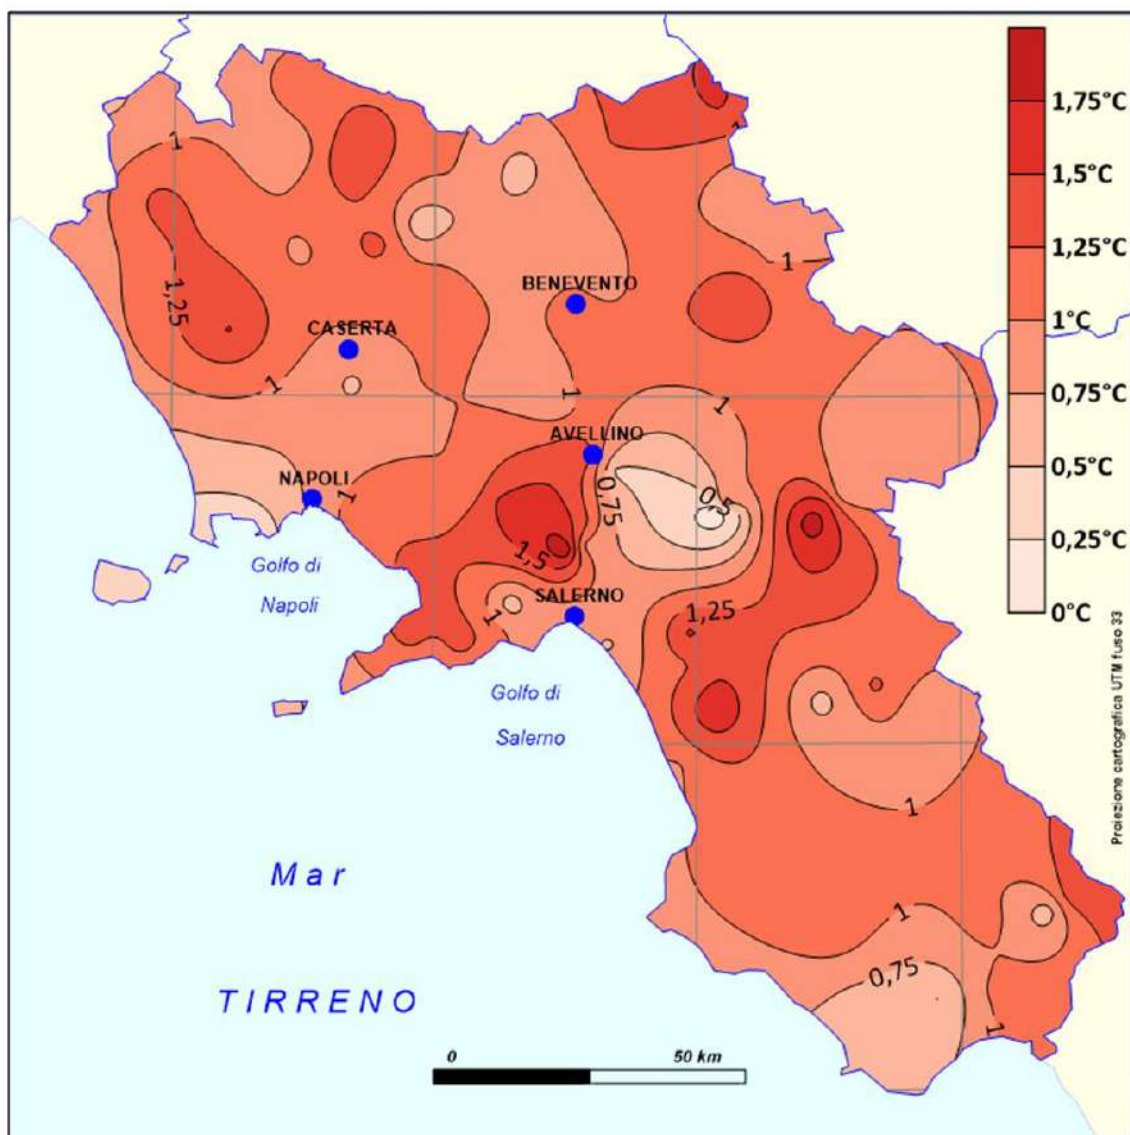 1,75°C
1,5°C
1,25°C
1°C
0,75°C
0,5°C
0,25°C
0°C
1
1
1
1,25
BENEVENTO
CASERTA
1
1
1
AVELLINO
NAPOLI
1
0,75
0,5
1,5
Golfo di
Napoli
SALERNO
1
1,25
Golfo di
Salerno
Proiezione cartografica UTM fuso 33
1
Mar
1
0,75
TIRRENO
1
0
50 km